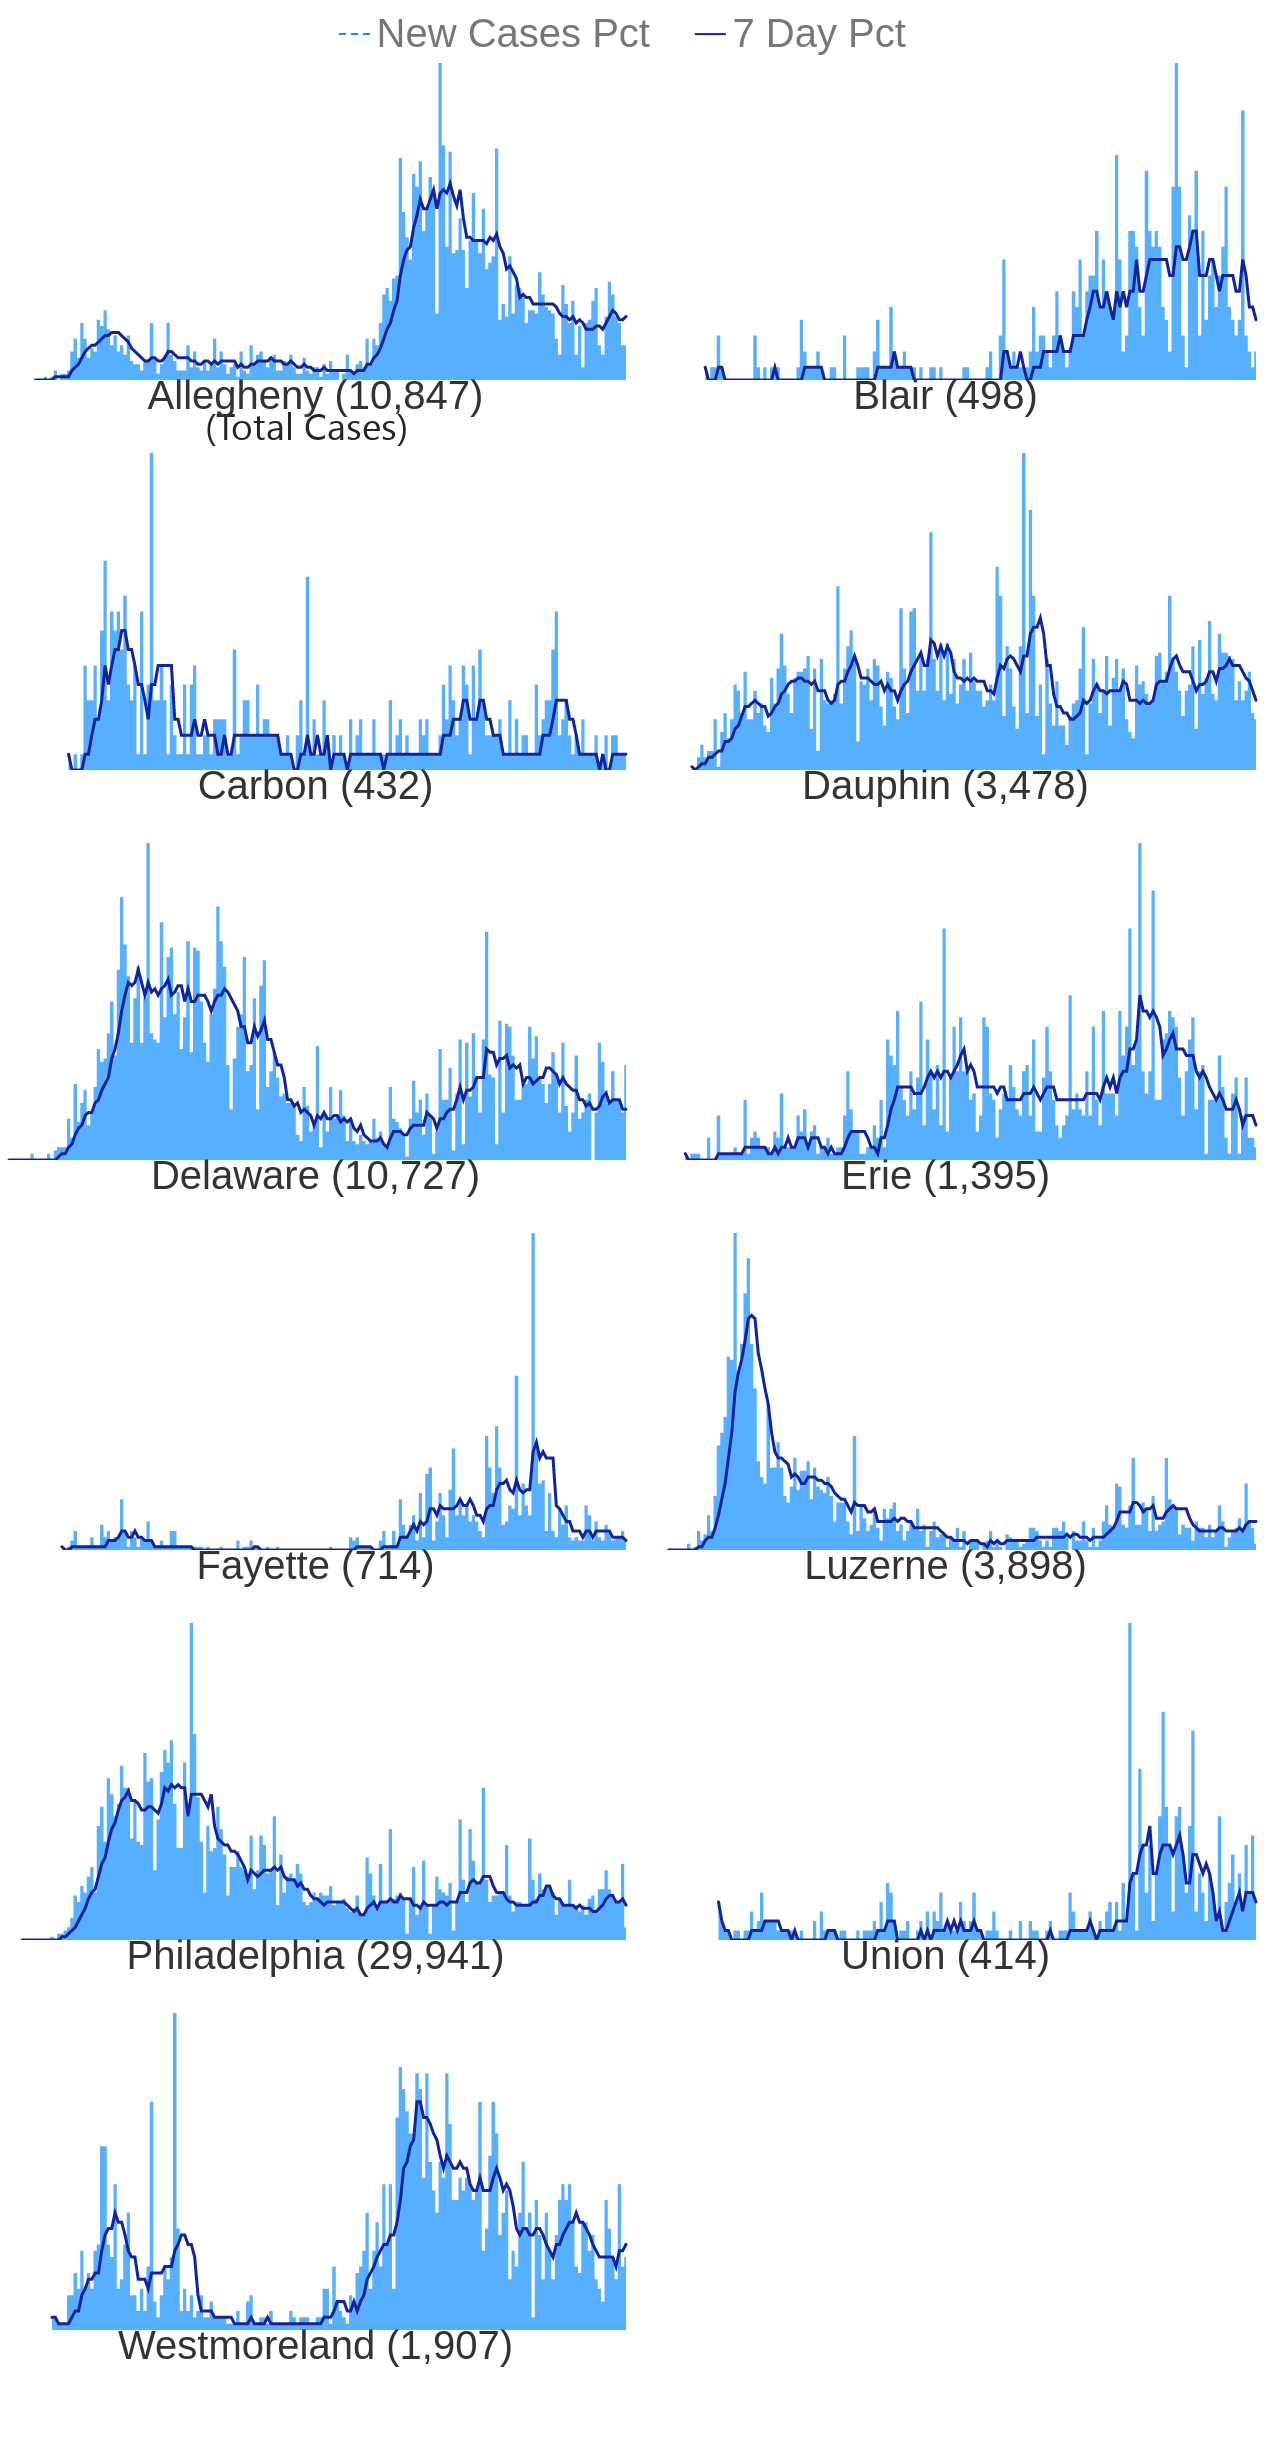 New Cases Pct 7 Day Pct
Allegheny (10,847) Blair (498)
(Total Cases)
Carbon (432) Dauphin (3,478)
Delaware (10,727) Erie (1,395)
Fayette (714) Luzerne (3,898)
Philadelphia (29,941) Union (414)
Westmoreland (1,907)